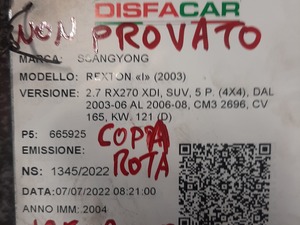 DISFACAR
NON PROVATO
MARCA: SSANGYONG
MODELLO: REXTON «I» (2003)
VERSIONE: 2.7 RX270 XDI, SUV, 5 P. (4X4), DAL
2003-06 AL 2006-08, CM3 2696, CV
165, KW. 121 (D)
P5: 665925
COPPA
EMISSIONE:
ROTA
NS: 1345/2022
DATA:07/07/2022 08:21:00
ANNO IMM:2004